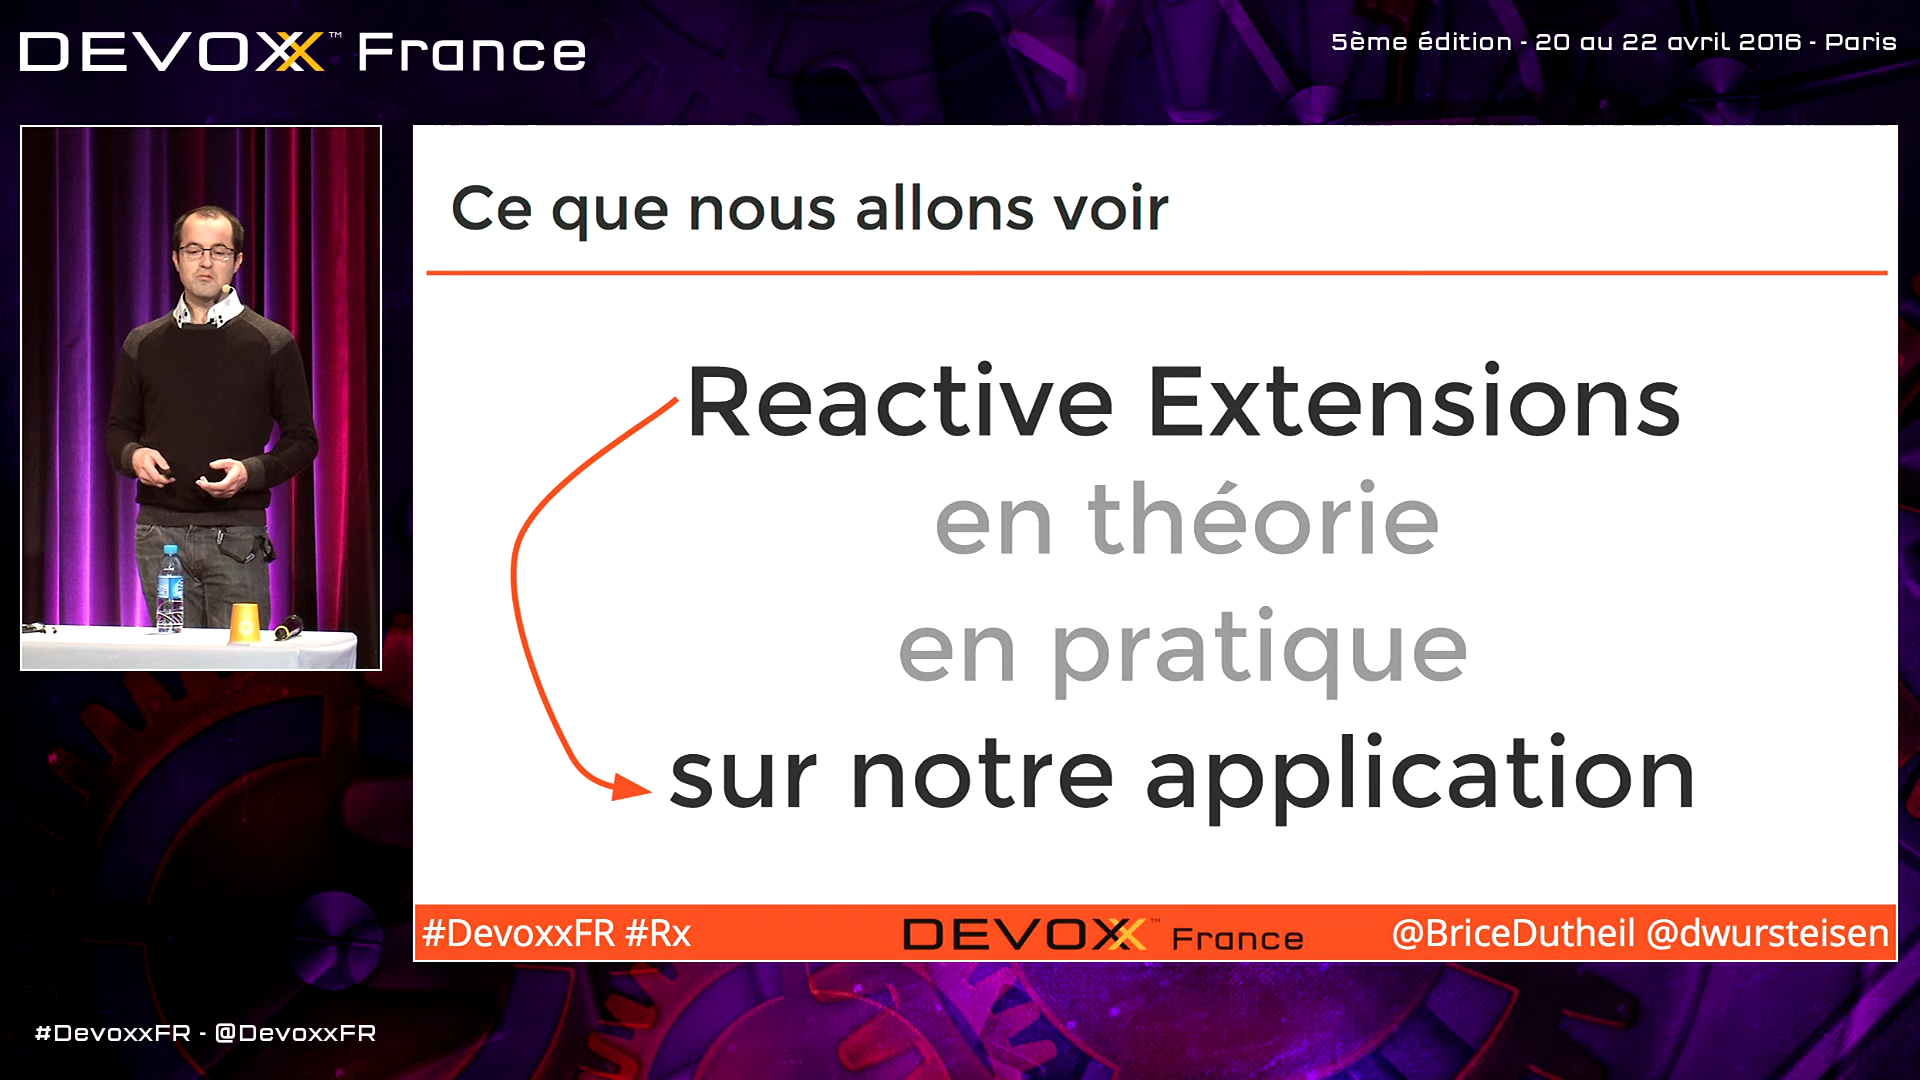 DEVOXX™ France
5ème édition - 20 au 22 avril 2016 - Paris
Ce que nous allons voir
Reactive Extensions
en théorie
en pratique
sur notre application
#DevoxxFR #Rx
DEVOXX™ France
@BriceDutheil @dwursteisen
#DevoxxFR - @DevoxxFR